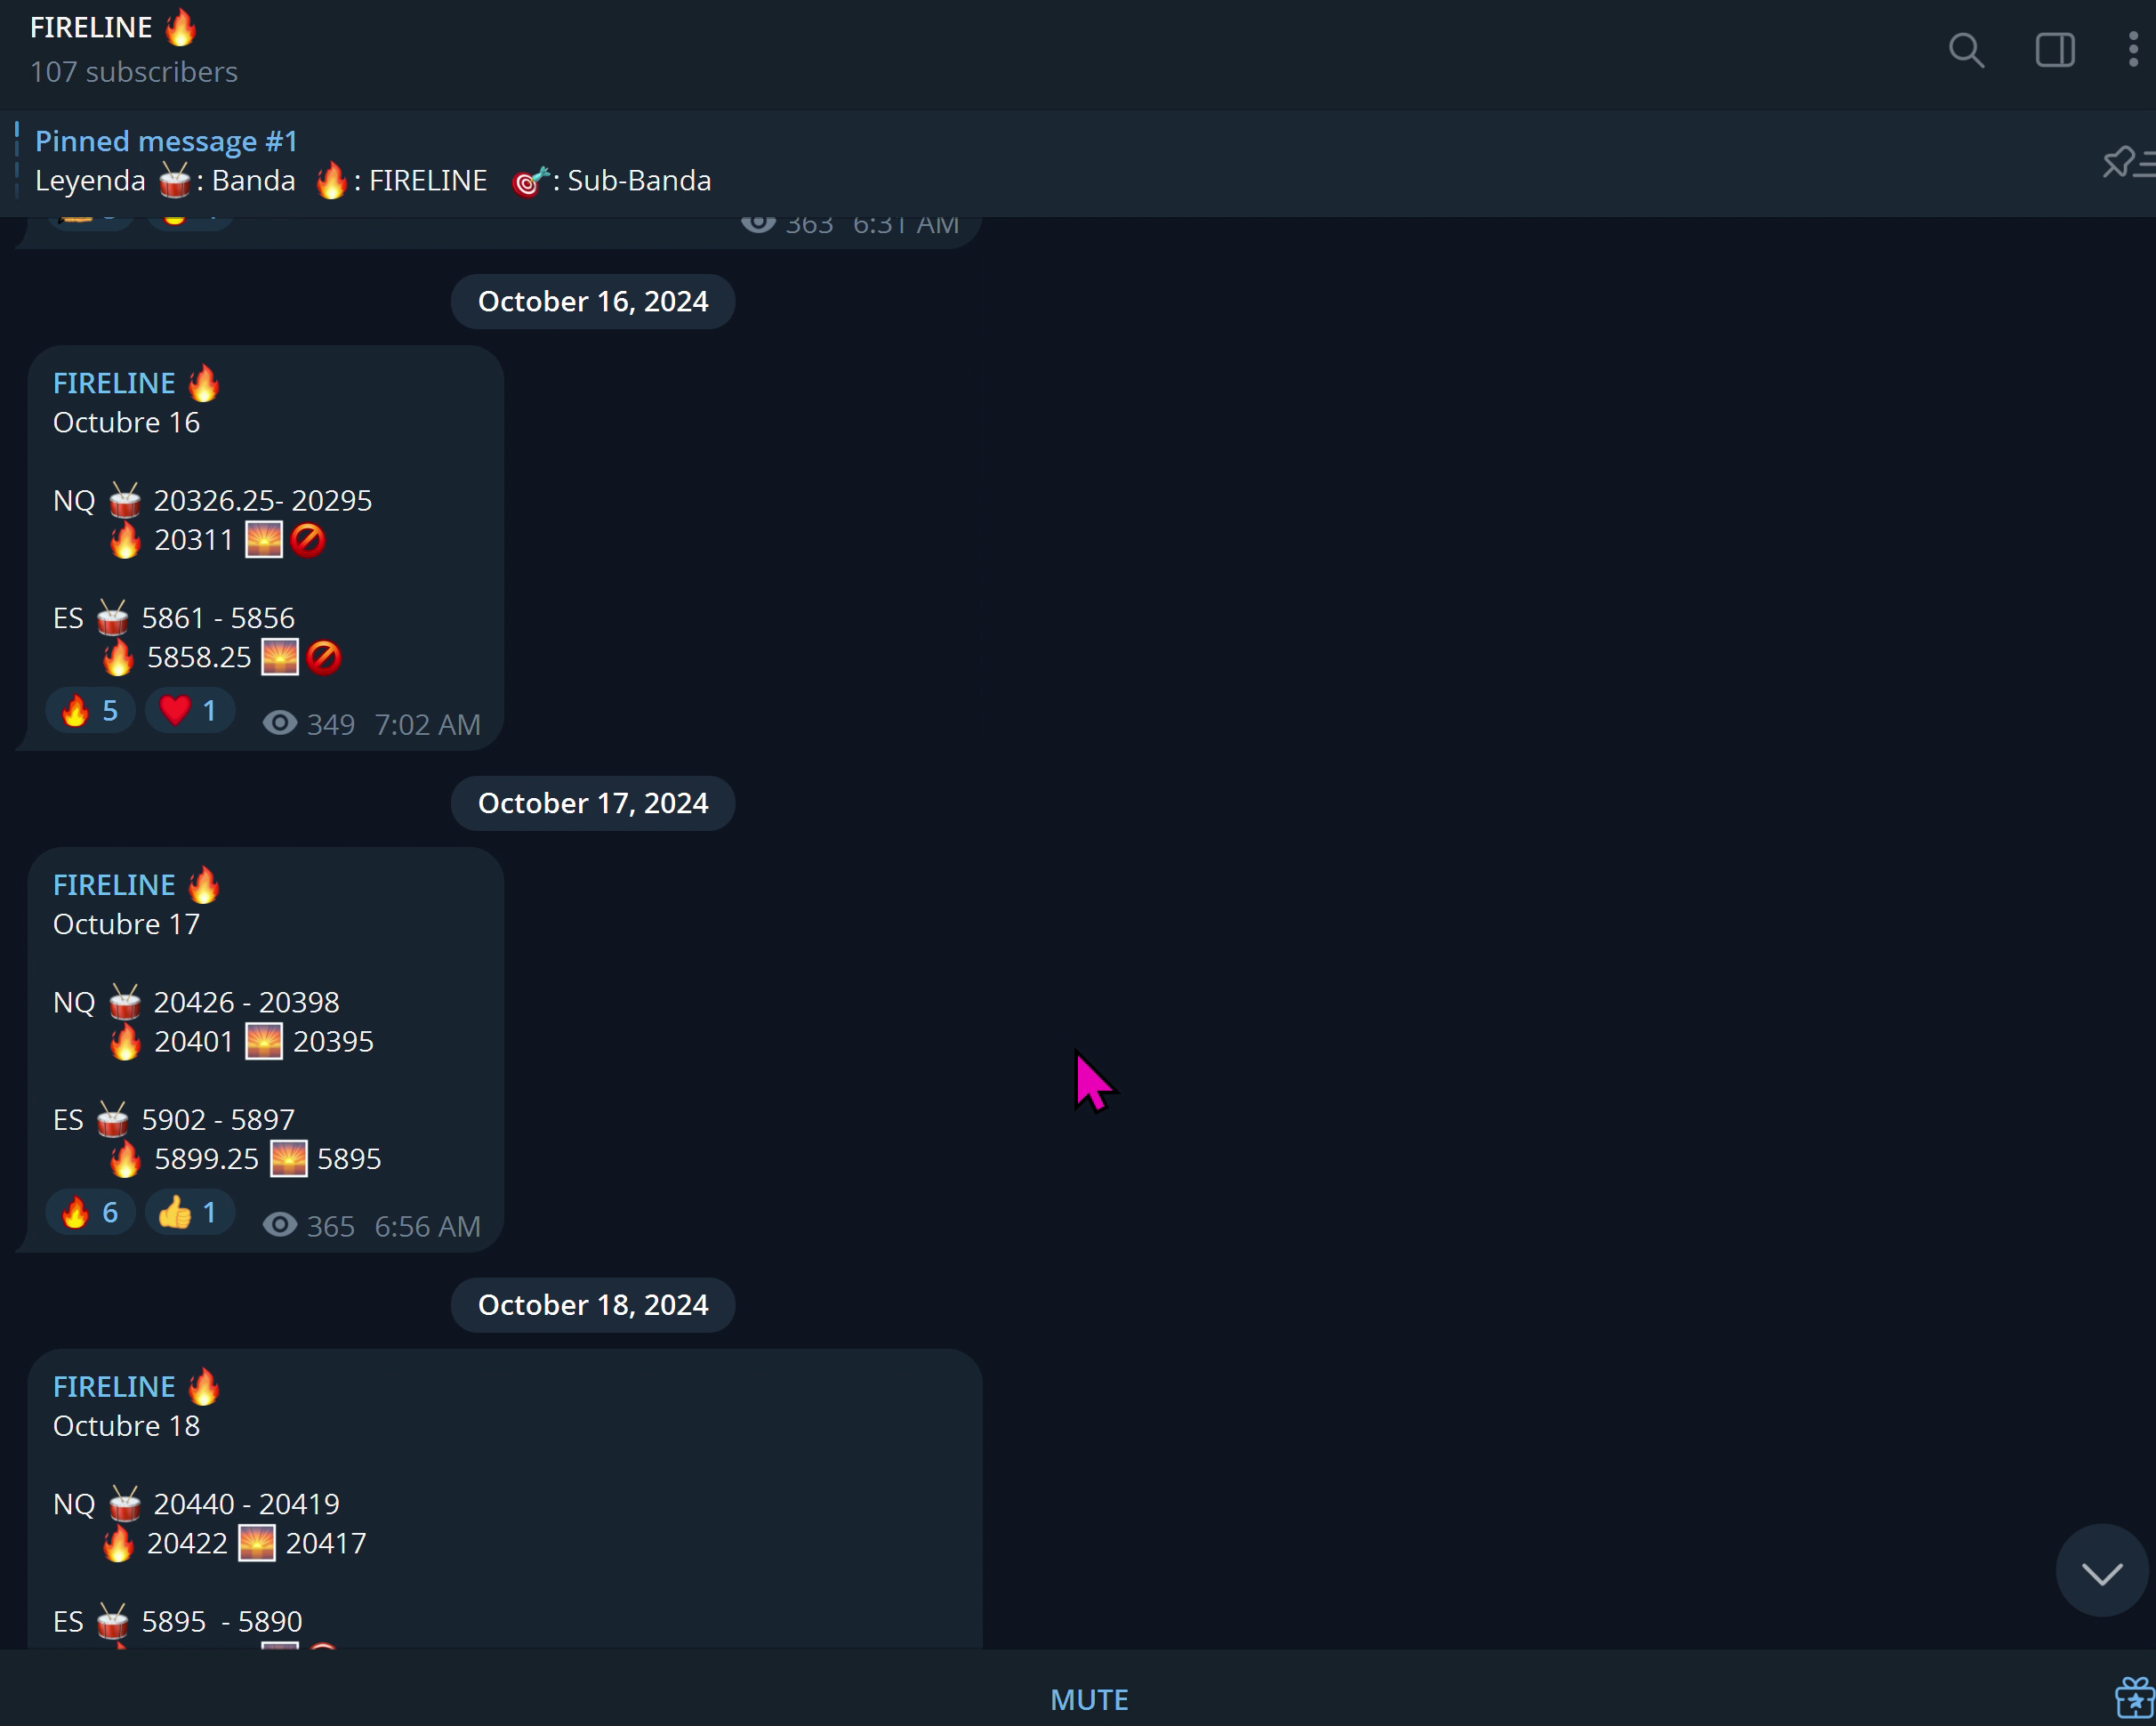 FIRELINE 🔥
107 subscribers
Pinned message #1
Leyenda 🥁: Banda 🔥: FIRELINE 🎯: Sub-Banda
363 6:31 AM
October 16, 2024
FIRELINE 🔥
Octubre 16
NQ 🥁 20326.25- 20295
🔥 20311 🌅🚫
ES 🥁 5861 - 5856
🔥 5858.25 🌅🚫
🔥 5 ❤️ 1 349 7:02 AM
October 17, 2024
FIRELINE 🔥
Octubre 17
NQ 🥁 20426 - 20398
🔥 20401 🌅 20395
ES 🥁 5902 - 5897
🔥 5899.25 🌅 5895
🔥 6 👍 1 365 6:56 AM
October 18, 2024
FIRELINE 🔥
Octubre 18
NQ 🥁 20440 - 20419
🔥 20422 🌅 20417
ES 🥁 5895 - 5890
MUTE